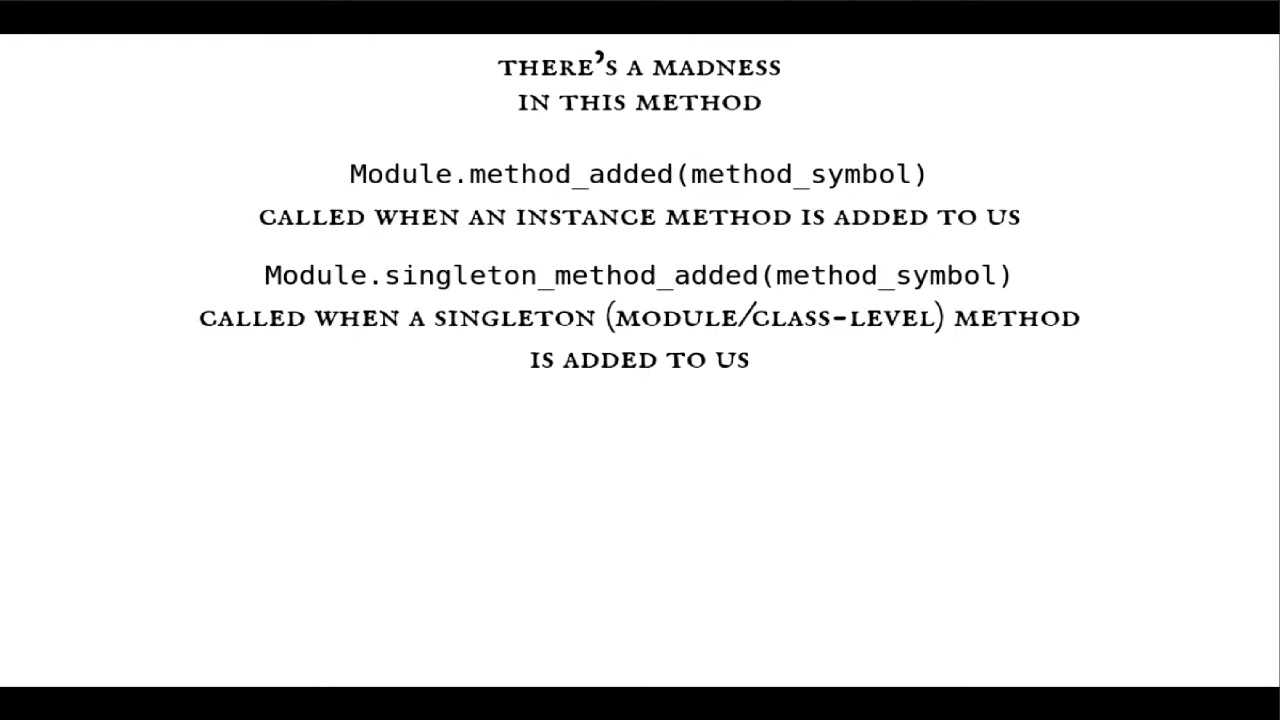 THERE'S A MADNESS
IN THIS METHOD
Module.method_added(method_symbol)
CALLED WHEN AN INSTANCE METHOD IS ADDED TO US
Module.singleton_method_added(method_symbol)
CALLED WHEN A SINGLETON (MODULE/CLASS-LEVEL) METHOD
IS ADDED TO US